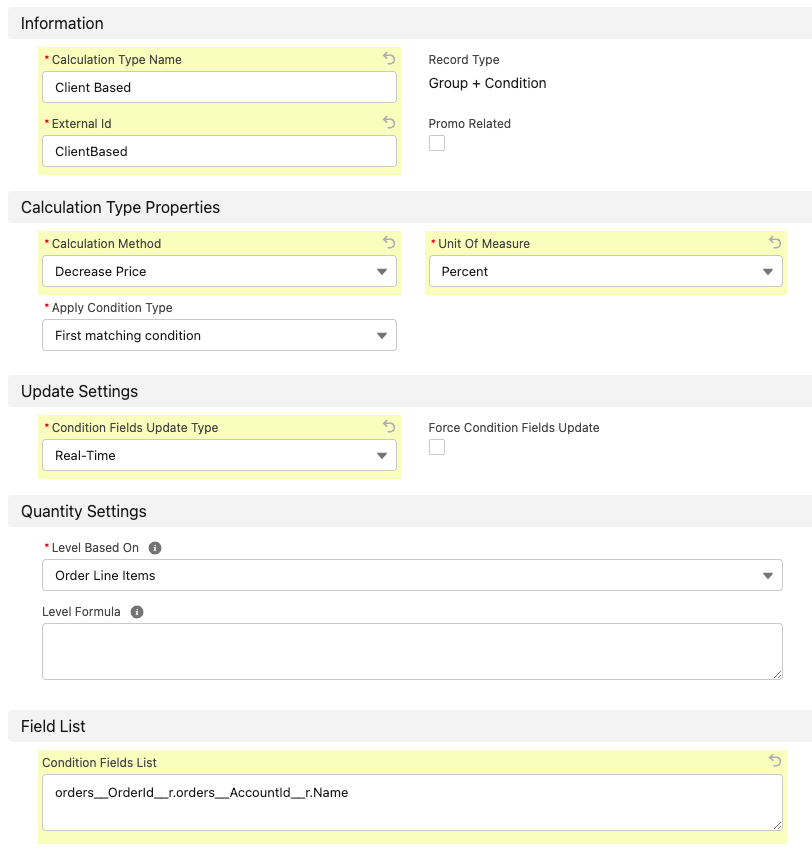 Information
* Calculation Type Name
Client Based
Record Type
Group + Condition
* External Id
ClientBased
Promo Related
Calculation Type Properties
* Calculation Method
Decrease Price
* Unit Of Measure
Percent
* Apply Condition Type
First matching condition
Update Settings
* Condition Fields Update Type
Real-Time
Force Condition Fields Update
Quantity Settings
* Level Based On
Order Line Items
Level Formula
Field List
Condition Fields List
orders__OrderId__r.orders__AccountId__r.Name